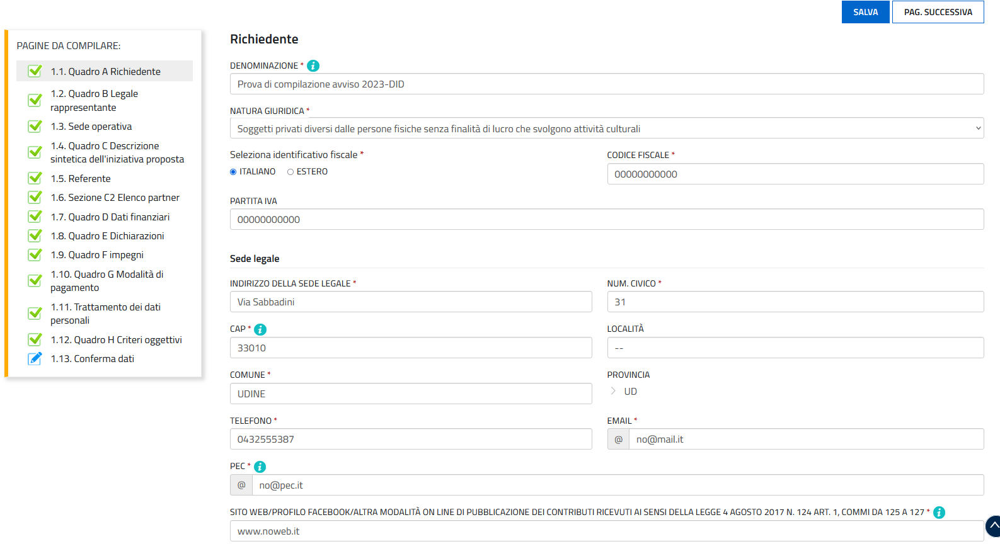 SALVA
PAG. SUCCESSIVA
PAGINE DA COMPILARE:
1.1. Quadro A Richiedente
1.2. Quadro B Legale
rappresentante
1.3. Sede operativa
1.4. Quadro C Descrizione
sintetica dell'iniziativa proposta
1.5. Referente
1.6. Sezione C2 Elenco partner
1.7. Quadro D Dati finanziari
1.8. Quadro E Dichiarazioni
1.9. Quadro F impegni
1.10. Quadro G Modalità di
pagamento
1.11. Trattamento dei dati
personali
1.12. Quadro H Criteri oggettivi
1.13. Conferma dati
Richiedente
DENOMINAZIONE * i
Prova di compilazione avviso 2023-DID
NATURA GIURIDICA *
Soggetti privati diversi dalle persone fisiche senza finalità di lucro che svolgono attività culturali
Seleziona identificativo fiscale *
ITALIANO ESTERO
CODICE FISCALE *
00000000000
PARTITA IVA
00000000000
Sede legale
INDIRIZZO DELLA SEDE LEGALE *
Via Sabbadini
NUM. CIVICO *
31
CAP * i
33010
LOCALITÀ
--
COMUNE *
UDINE
PROVINCIA
UD
TELEFONO *
0432555387
EMAIL *
@ no@mail.it
PEC * i
@ no@pec.it
SITO WEB/PROFILO FACEBOOK/ALTRA MODALITÀ ON LINE DI PUBBLICAZIONE DEI CONTRIBUTI RICEVUTI AI SENSI DELLA LEGGE 4 AGOSTO 2017 N. 124 ART. 1, COMMI DA 125 A 127 * i
www.noweb.it